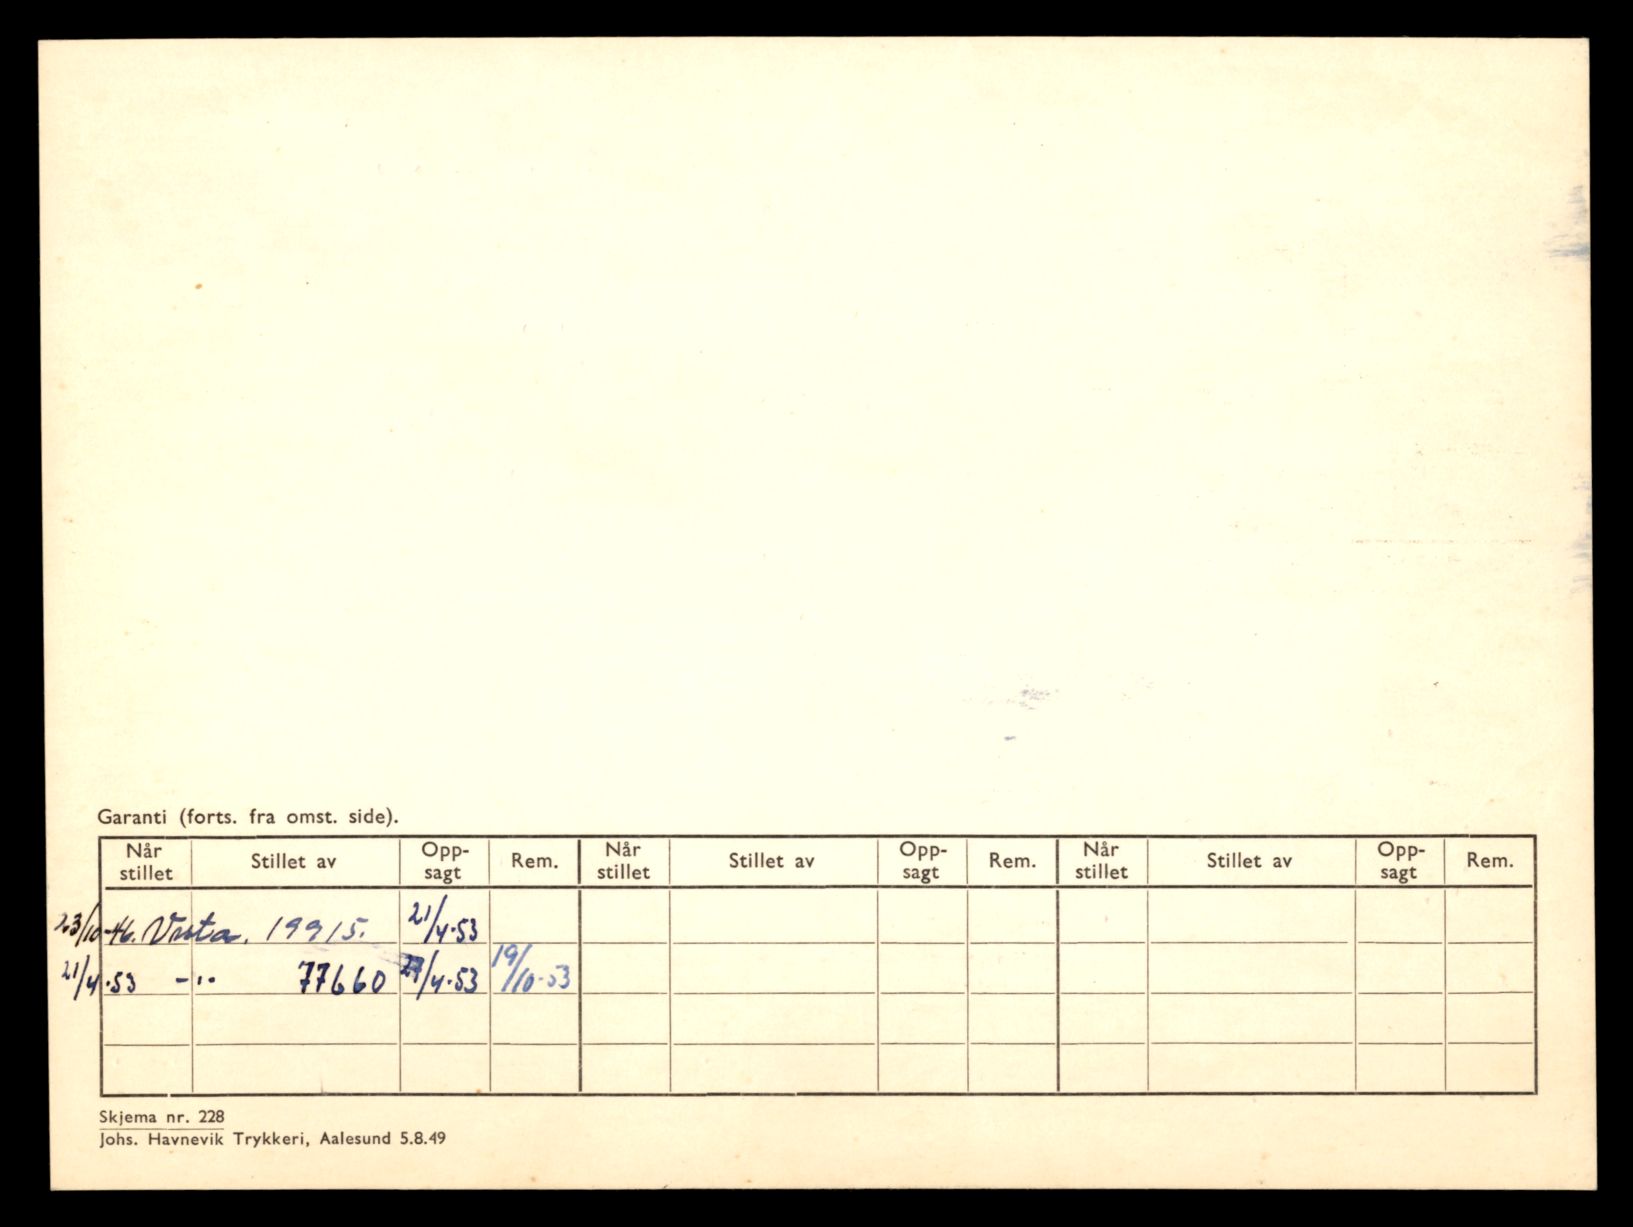 Garanti (forts. fra omst. side).
Når stillet Stillet av Opp-sagt Rem. Når stillet Stillet av Opp-sagt Rem. Når stillet Stillet av Opp-sagt Rem.
23/10-46. Vesta. 19915. 21/4-53
21/4.53 -"- 77660 /4.53 19/10-53
Skjema nr. 228
Johs. Havnevik Trykkeri, Aalesund 5.8.49